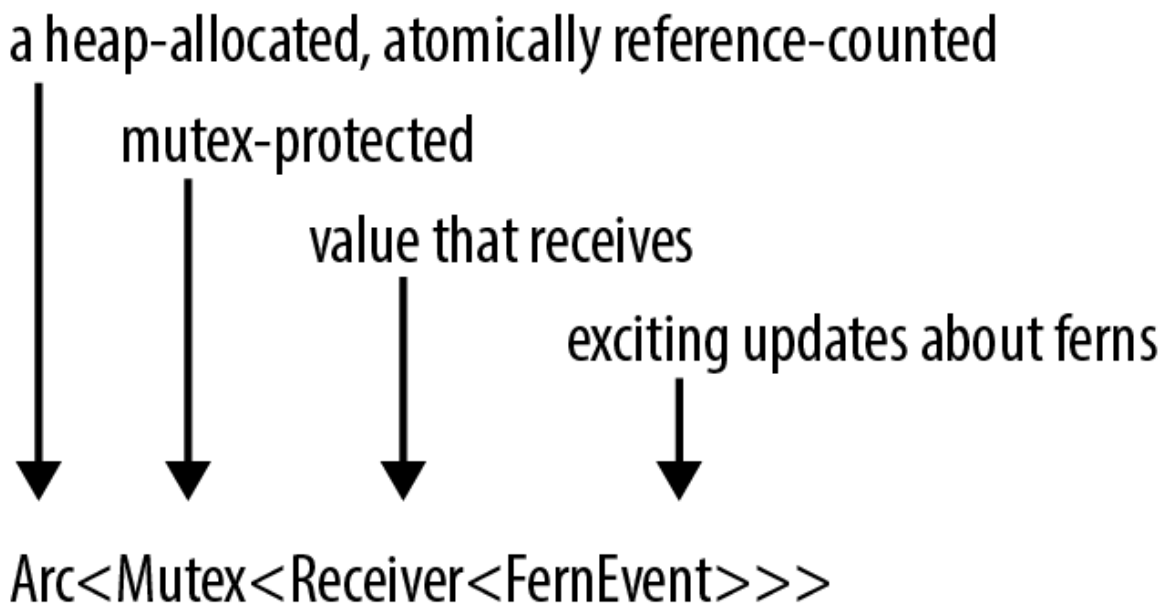 a heap-allocated, atomically reference-counted
mutex-protected
value that receives
exciting updates about ferns
Arc<Mutex<Receiver<FernEvent>>>